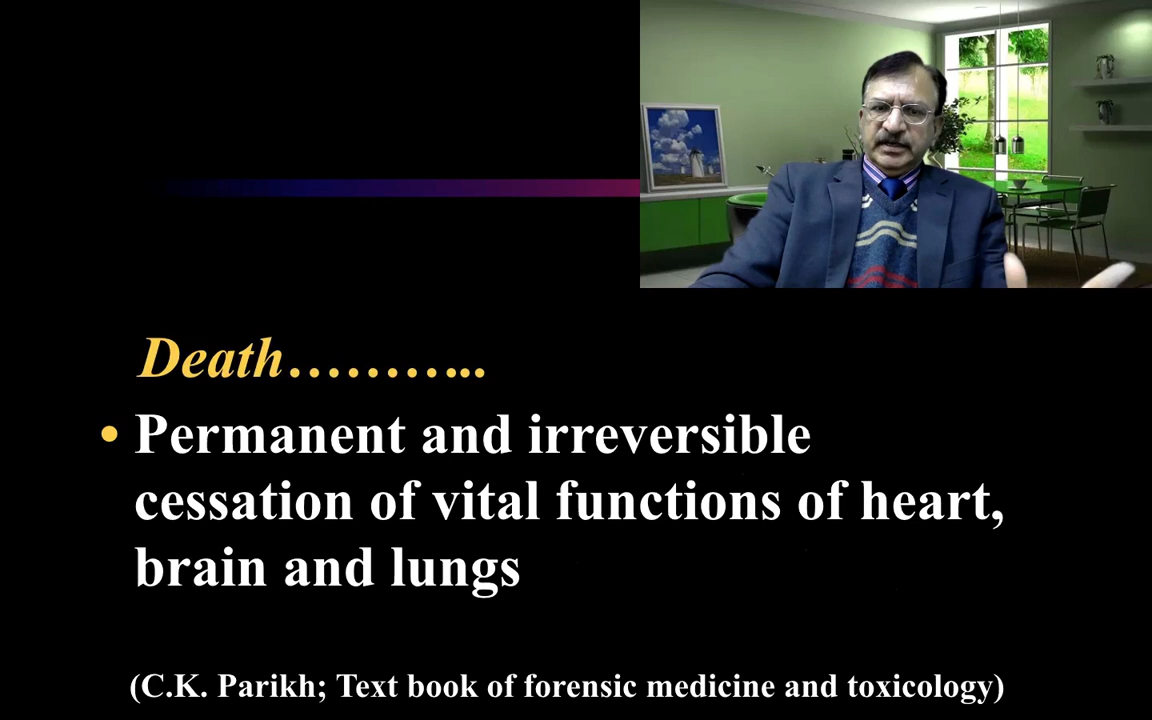 Death………...
• Permanent and irreversible
cessation of vital functions of heart,
brain and lungs
(C.K. Parikh; Text book of forensic medicine and toxicology)